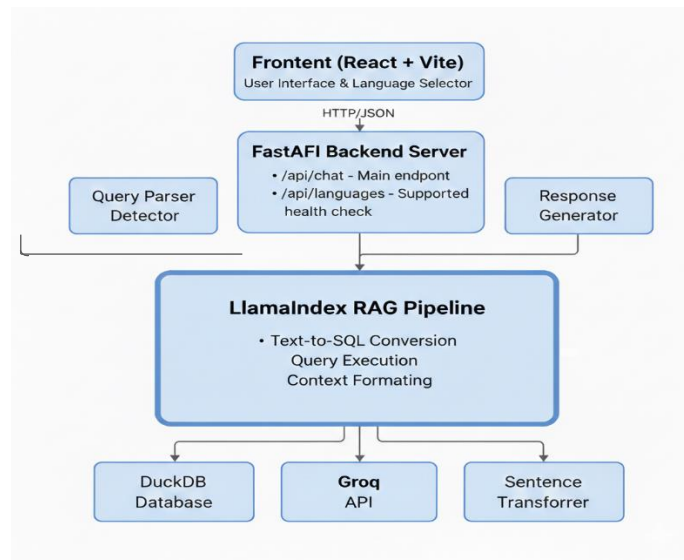 Frontent (React + Vite)
User Interface & Language Selector
HTTP/JSON
FastAFI Backend Server
• /api/chat - Main endpont
• /api/languages - Supported
health check
Query Parser
Detector
Response
Generator
LlamaIndex RAG Pipeline
• Text-to-SQL Conversion
Query Execution
Context Formating
DuckDB
Database
Groq
API
Sentence
Transforrer